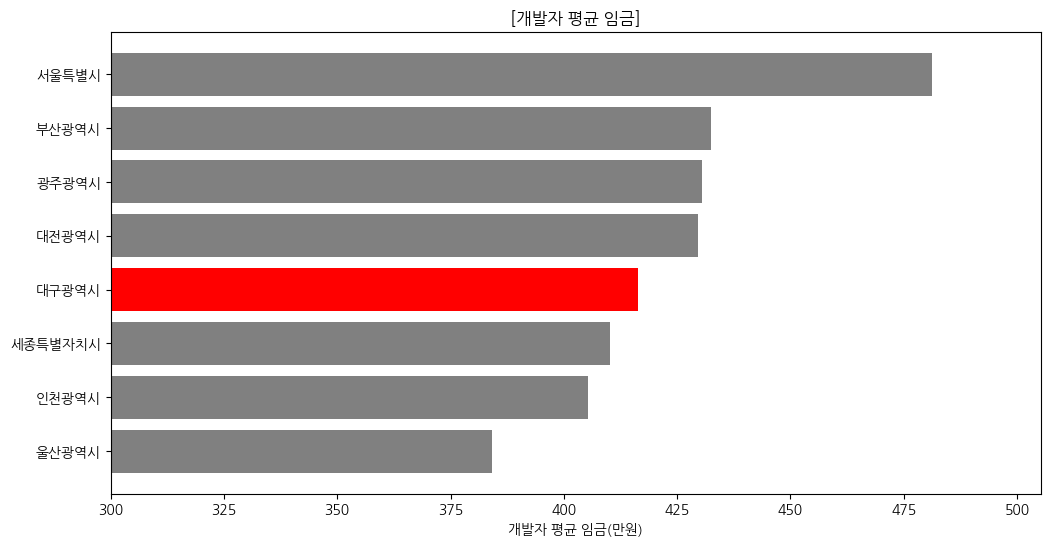 [개발자 평균 임금]
서울특별시
부산광역시
광주광역시
대전광역시
대구광역시
세종특별자치시
인천광역시
울산광역시
300 325 350 375 400 425 450 475 500
개발자 평균 임금(만원)